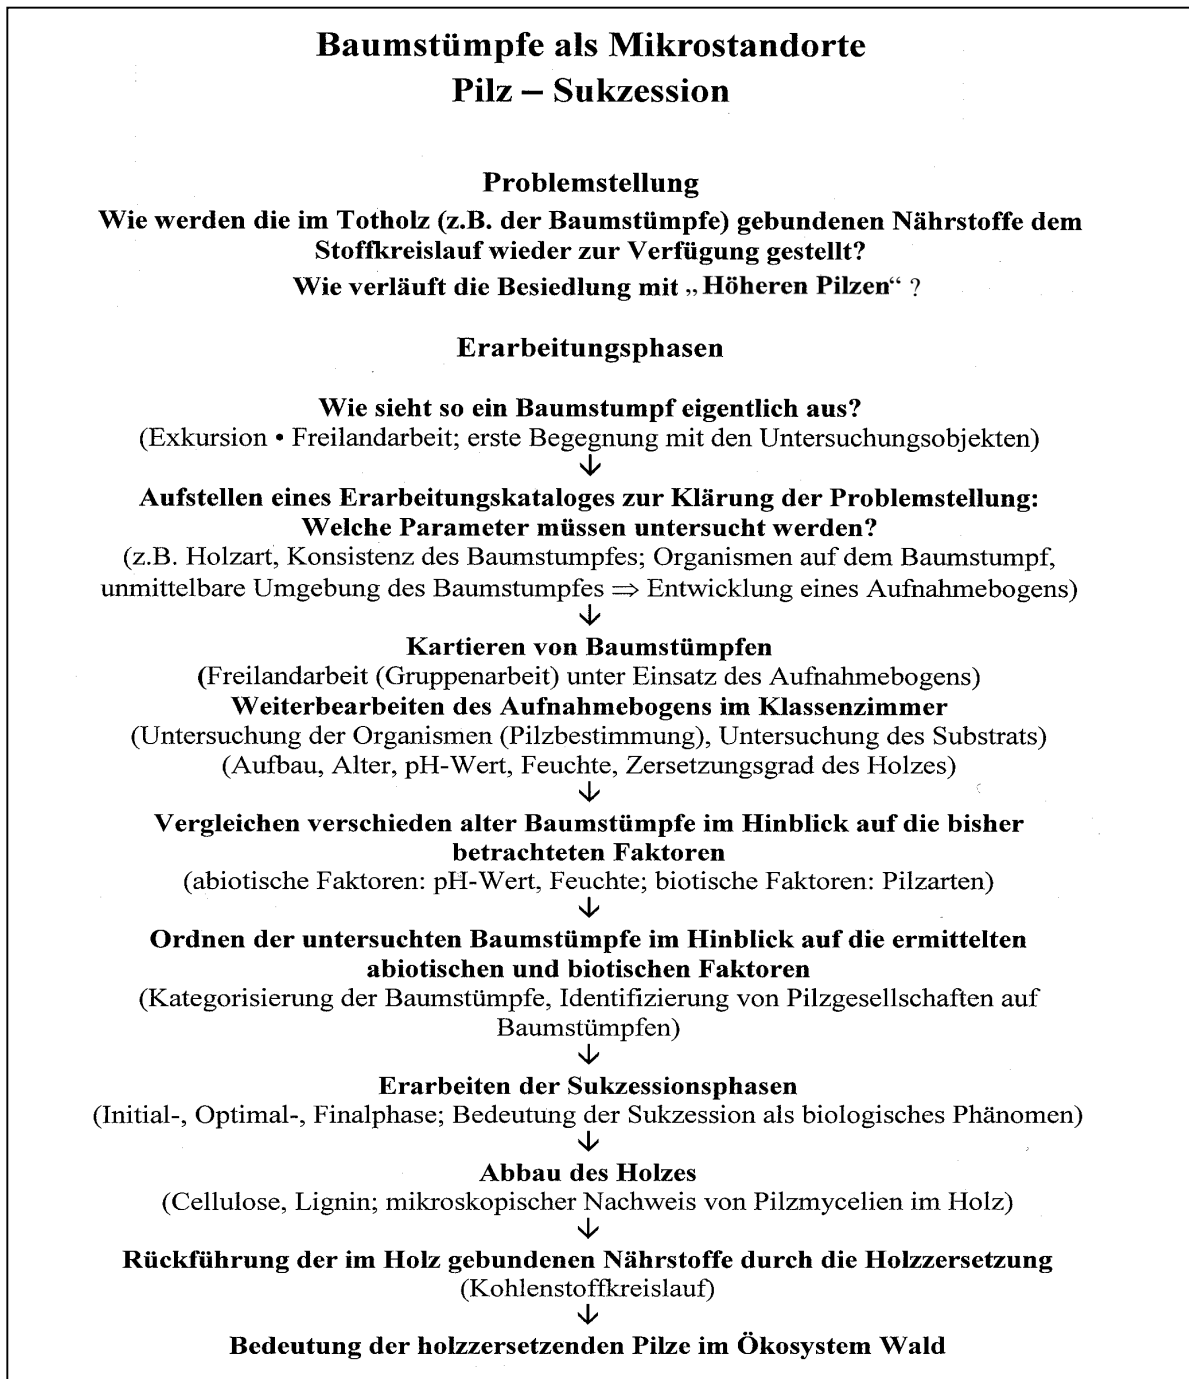 Baumstümpfe als Mikrostandorte
Pilz – Sukzession
Problemstellung
Wie werden die im Totholz (z.B. der Baumstümpfe) gebundenen Nährstoffe dem
Stoffkreislauf wieder zur Verfügung gestellt?
Wie verläuft die Besiedlung mit „Höheren Pilzen“ ?
Erarbeitungsphasen
Wie sieht so ein Baumstumpf eigentlich aus?
(Exkursion • Freilandarbeit; erste Begegnung mit den Untersuchungsobjekten)
↓
Aufstellen eines Erarbeitungskataloges zur Klärung der Problemstellung:
Welche Parameter müssen untersucht werden?
(z.B. Holzart, Konsistenz des Baumstumpfes; Organismen auf dem Baumstumpf,
unmittelbare Umgebung des Baumstumpfes ⇒ Entwicklung eines Aufnahmebogens)
↓
Kartieren von Baumstümpfen
(Freilandarbeit (Gruppenarbeit) unter Einsatz des Aufnahmebogens)
Weiterbearbeiten des Aufnahmebogens im Klassenzimmer
(Untersuchung der Organismen (Pilzbestimmung), Untersuchung des Substrats)
(Aufbau, Alter, pH-Wert, Feuchte, Zersetzungsgrad des Holzes)
↓
Vergleichen verschieden alter Baumstümpfe im Hinblick auf die bisher
betrachteten Faktoren
(abiotische Faktoren: pH-Wert, Feuchte; biotische Faktoren: Pilzarten)
↓
Ordnen der untersuchten Baumstümpfe im Hinblick auf die ermittelten
abiotischen und biotischen Faktoren
(Kategorisierung der Baumstümpfe, Identifizierung von Pilzgesellschaften auf
Baumstümpfen)
↓
Erarbeiten der Sukzessionsphasen
(Initial-, Optimal-, Finalphase; Bedeutung der Sukzession als biologisches Phänomen)
↓
Abbau des Holzes
(Cellulose, Lignin; mikroskopischer Nachweis von Pilzmycelien im Holz)
↓
Rückführung der im Holz gebundenen Nährstoffe durch die Holzzersetzung
(Kohlenstoffkreislauf)
↓
Bedeutung der holzzersetzenden Pilze im Ökosystem Wald